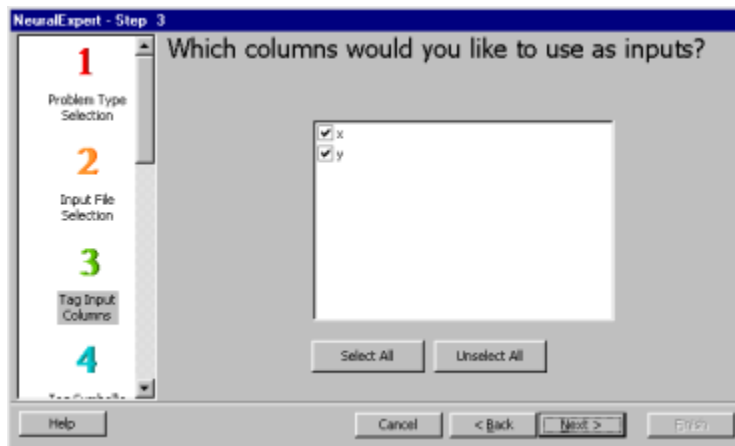 NeuralExpert - Step 3
Which columns would you like to use as inputs?
1
Problem Type
Selection
2
Input File
Selection
3
Tag Input
Columns
4
x
y
Select All
Unselect All
Help
Cancel
< Back
Next >
Finish